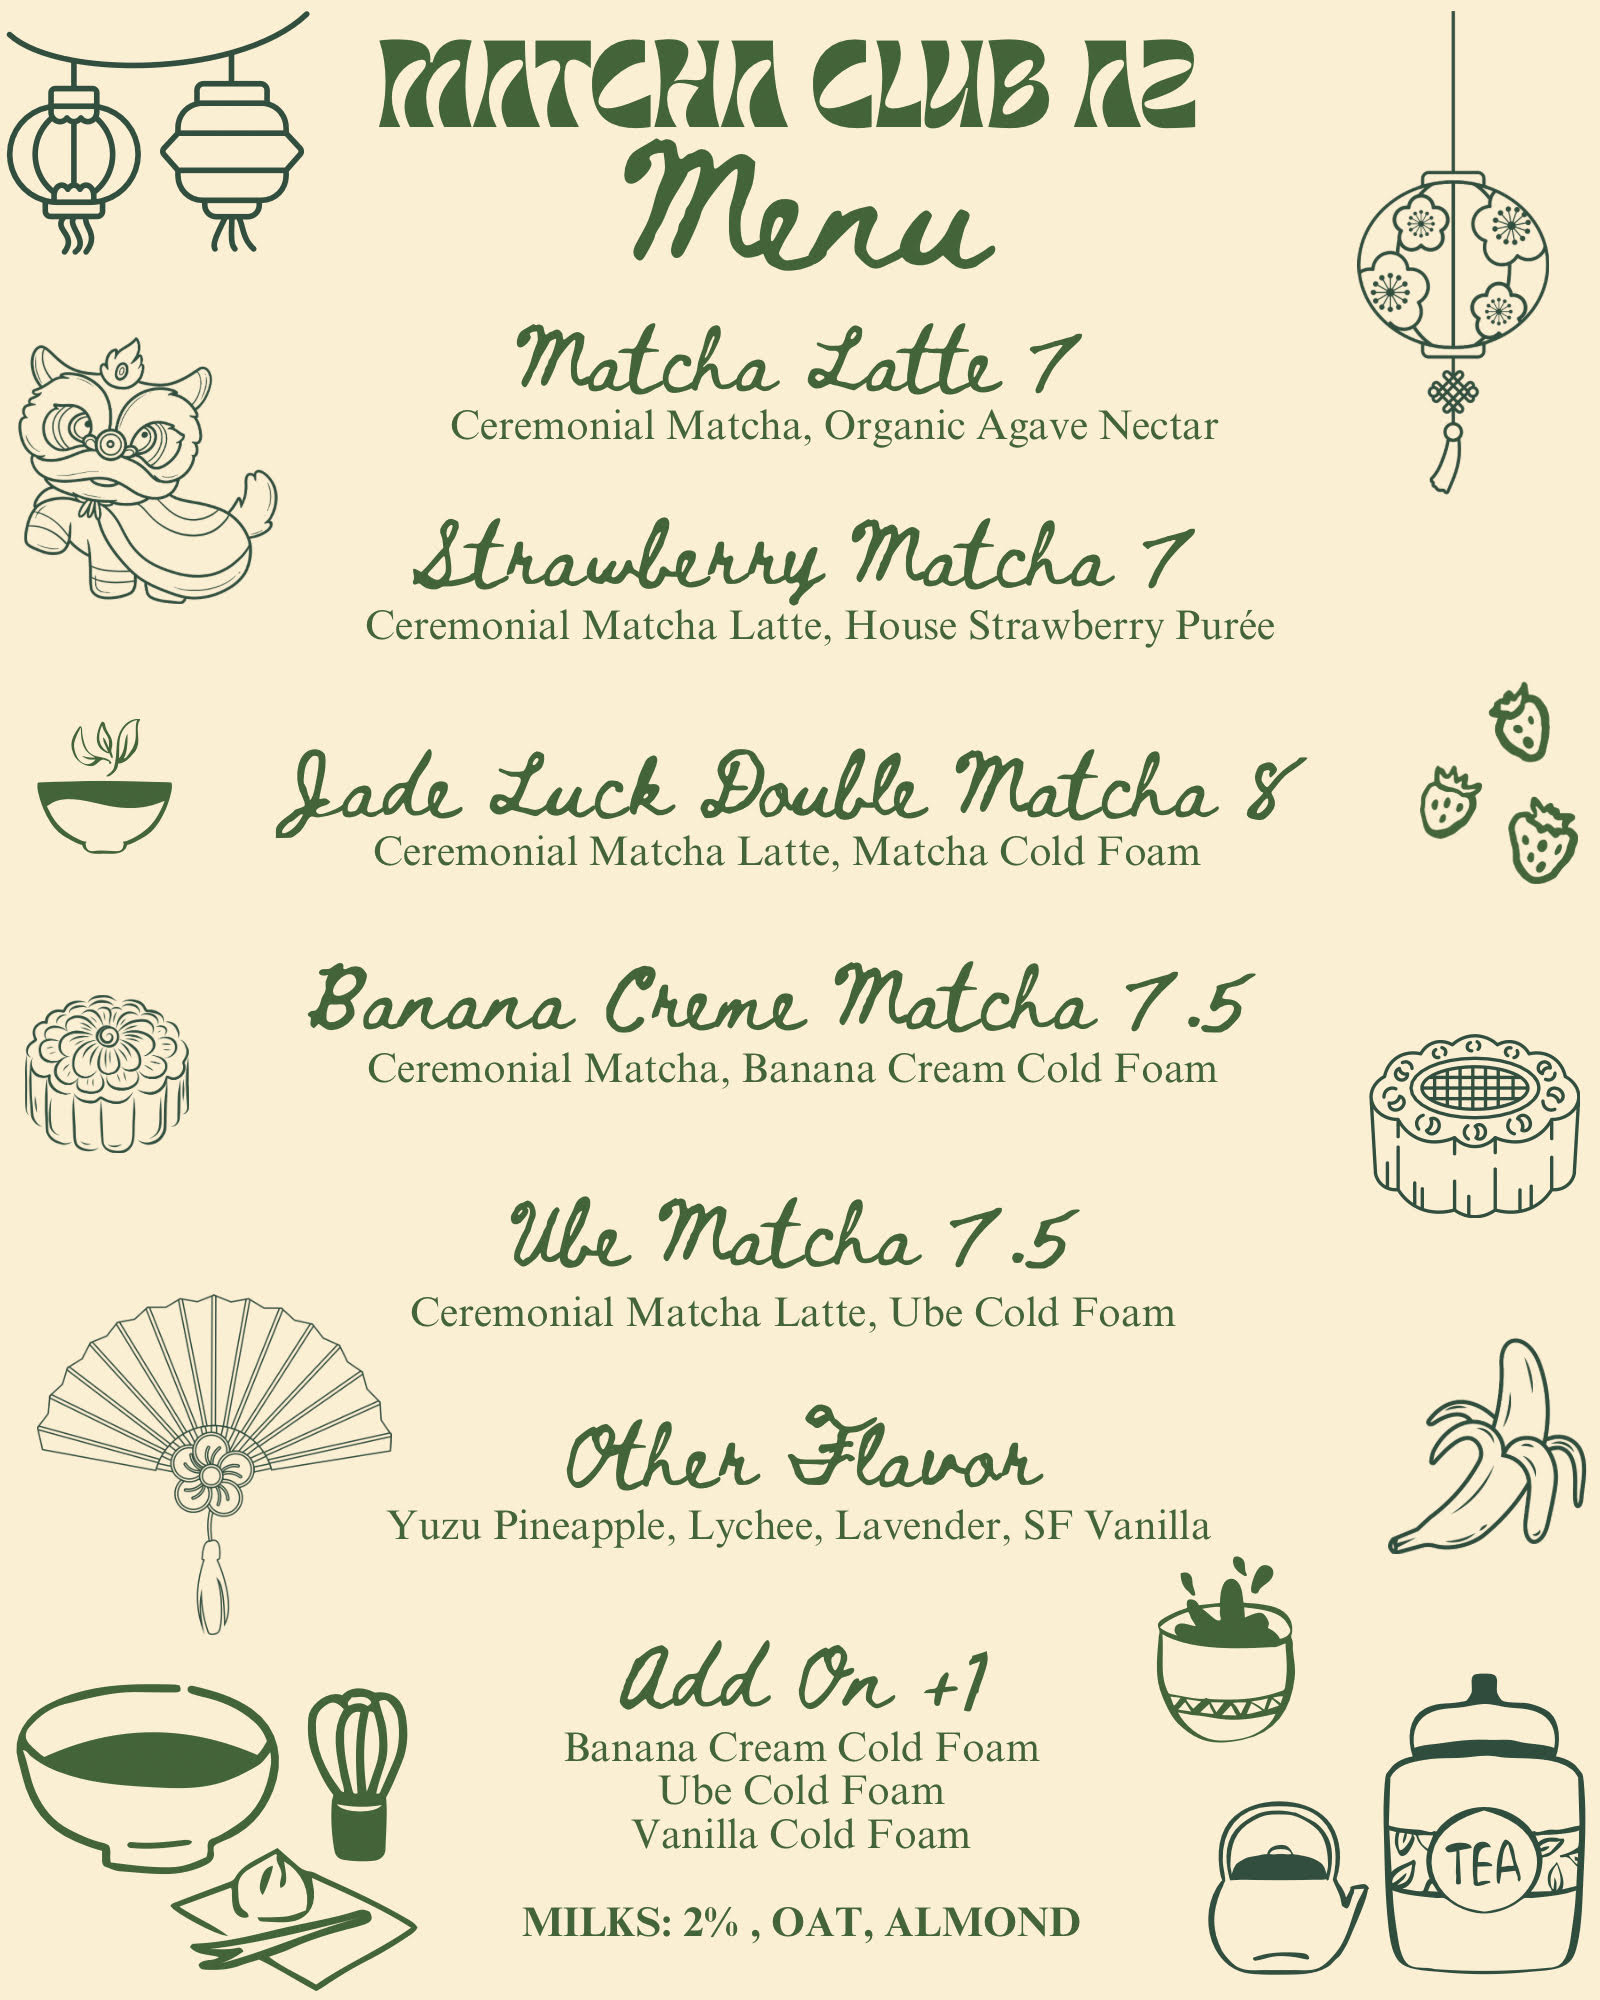 MATCHA CLUB AZ
Menu
Matcha Latte 7
Ceremonial Matcha, Organic Agave Nectar
Strawberry Matcha 7
Ceremonial Matcha Latte, House Strawberry Purée
Jade Luck Double Matcha 8
Ceremonial Matcha Latte, Matcha Cold Foam
Banana Creme Matcha 7.5
Ceremonial Matcha, Banana Cream Cold Foam
Ube Matcha 7.5
Ceremonial Matcha Latte, Ube Cold Foam
Other Flavor
Yuzu Pineapple, Lychee, Lavender, SF Vanilla
Add On +1
Banana Cream Cold Foam
Ube Cold Foam
Vanilla Cold Foam
TEA
MILKS: 2% , OAT, ALMOND